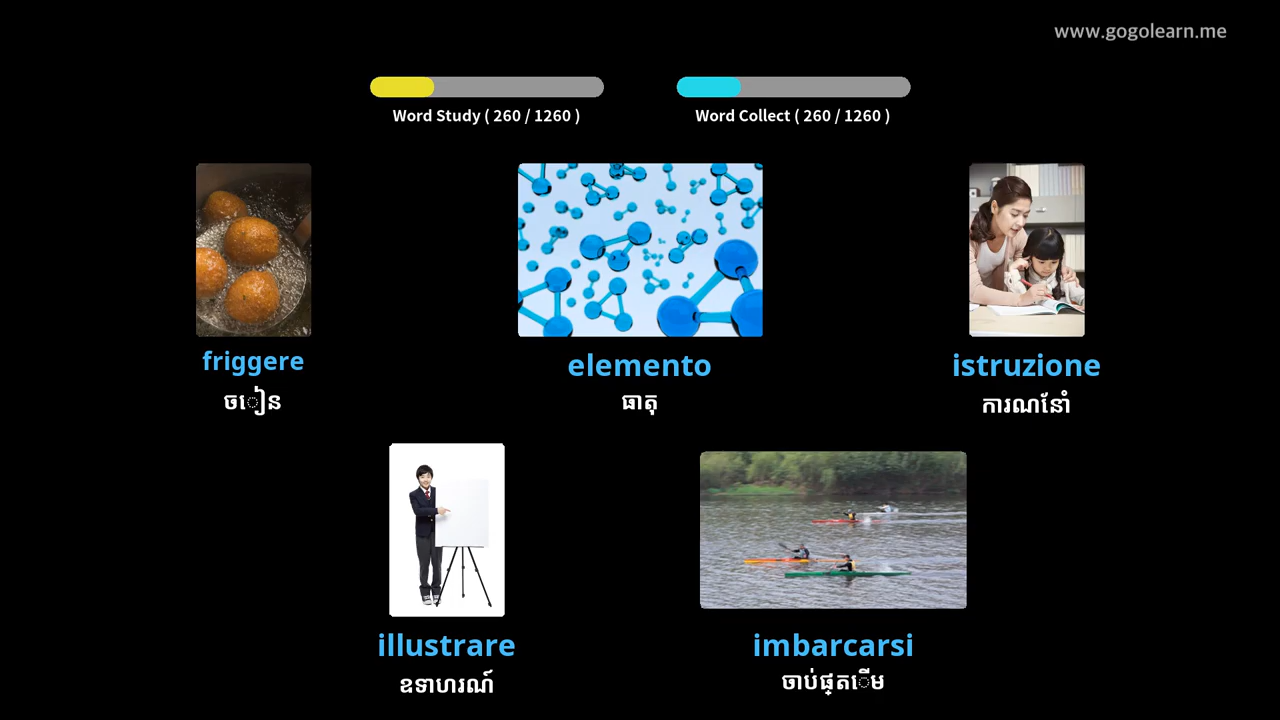 www.gogolearn.me
Word Study ( 260 / 1260 )
Word Collect ( 260 / 1260 )
friggere
ចៀន
elemento
ធាតុ
istruzione
ការណែនាំ
illustrare
ឧទាហរណ៍
imbarcarsi
ចាប់ផ្តើម